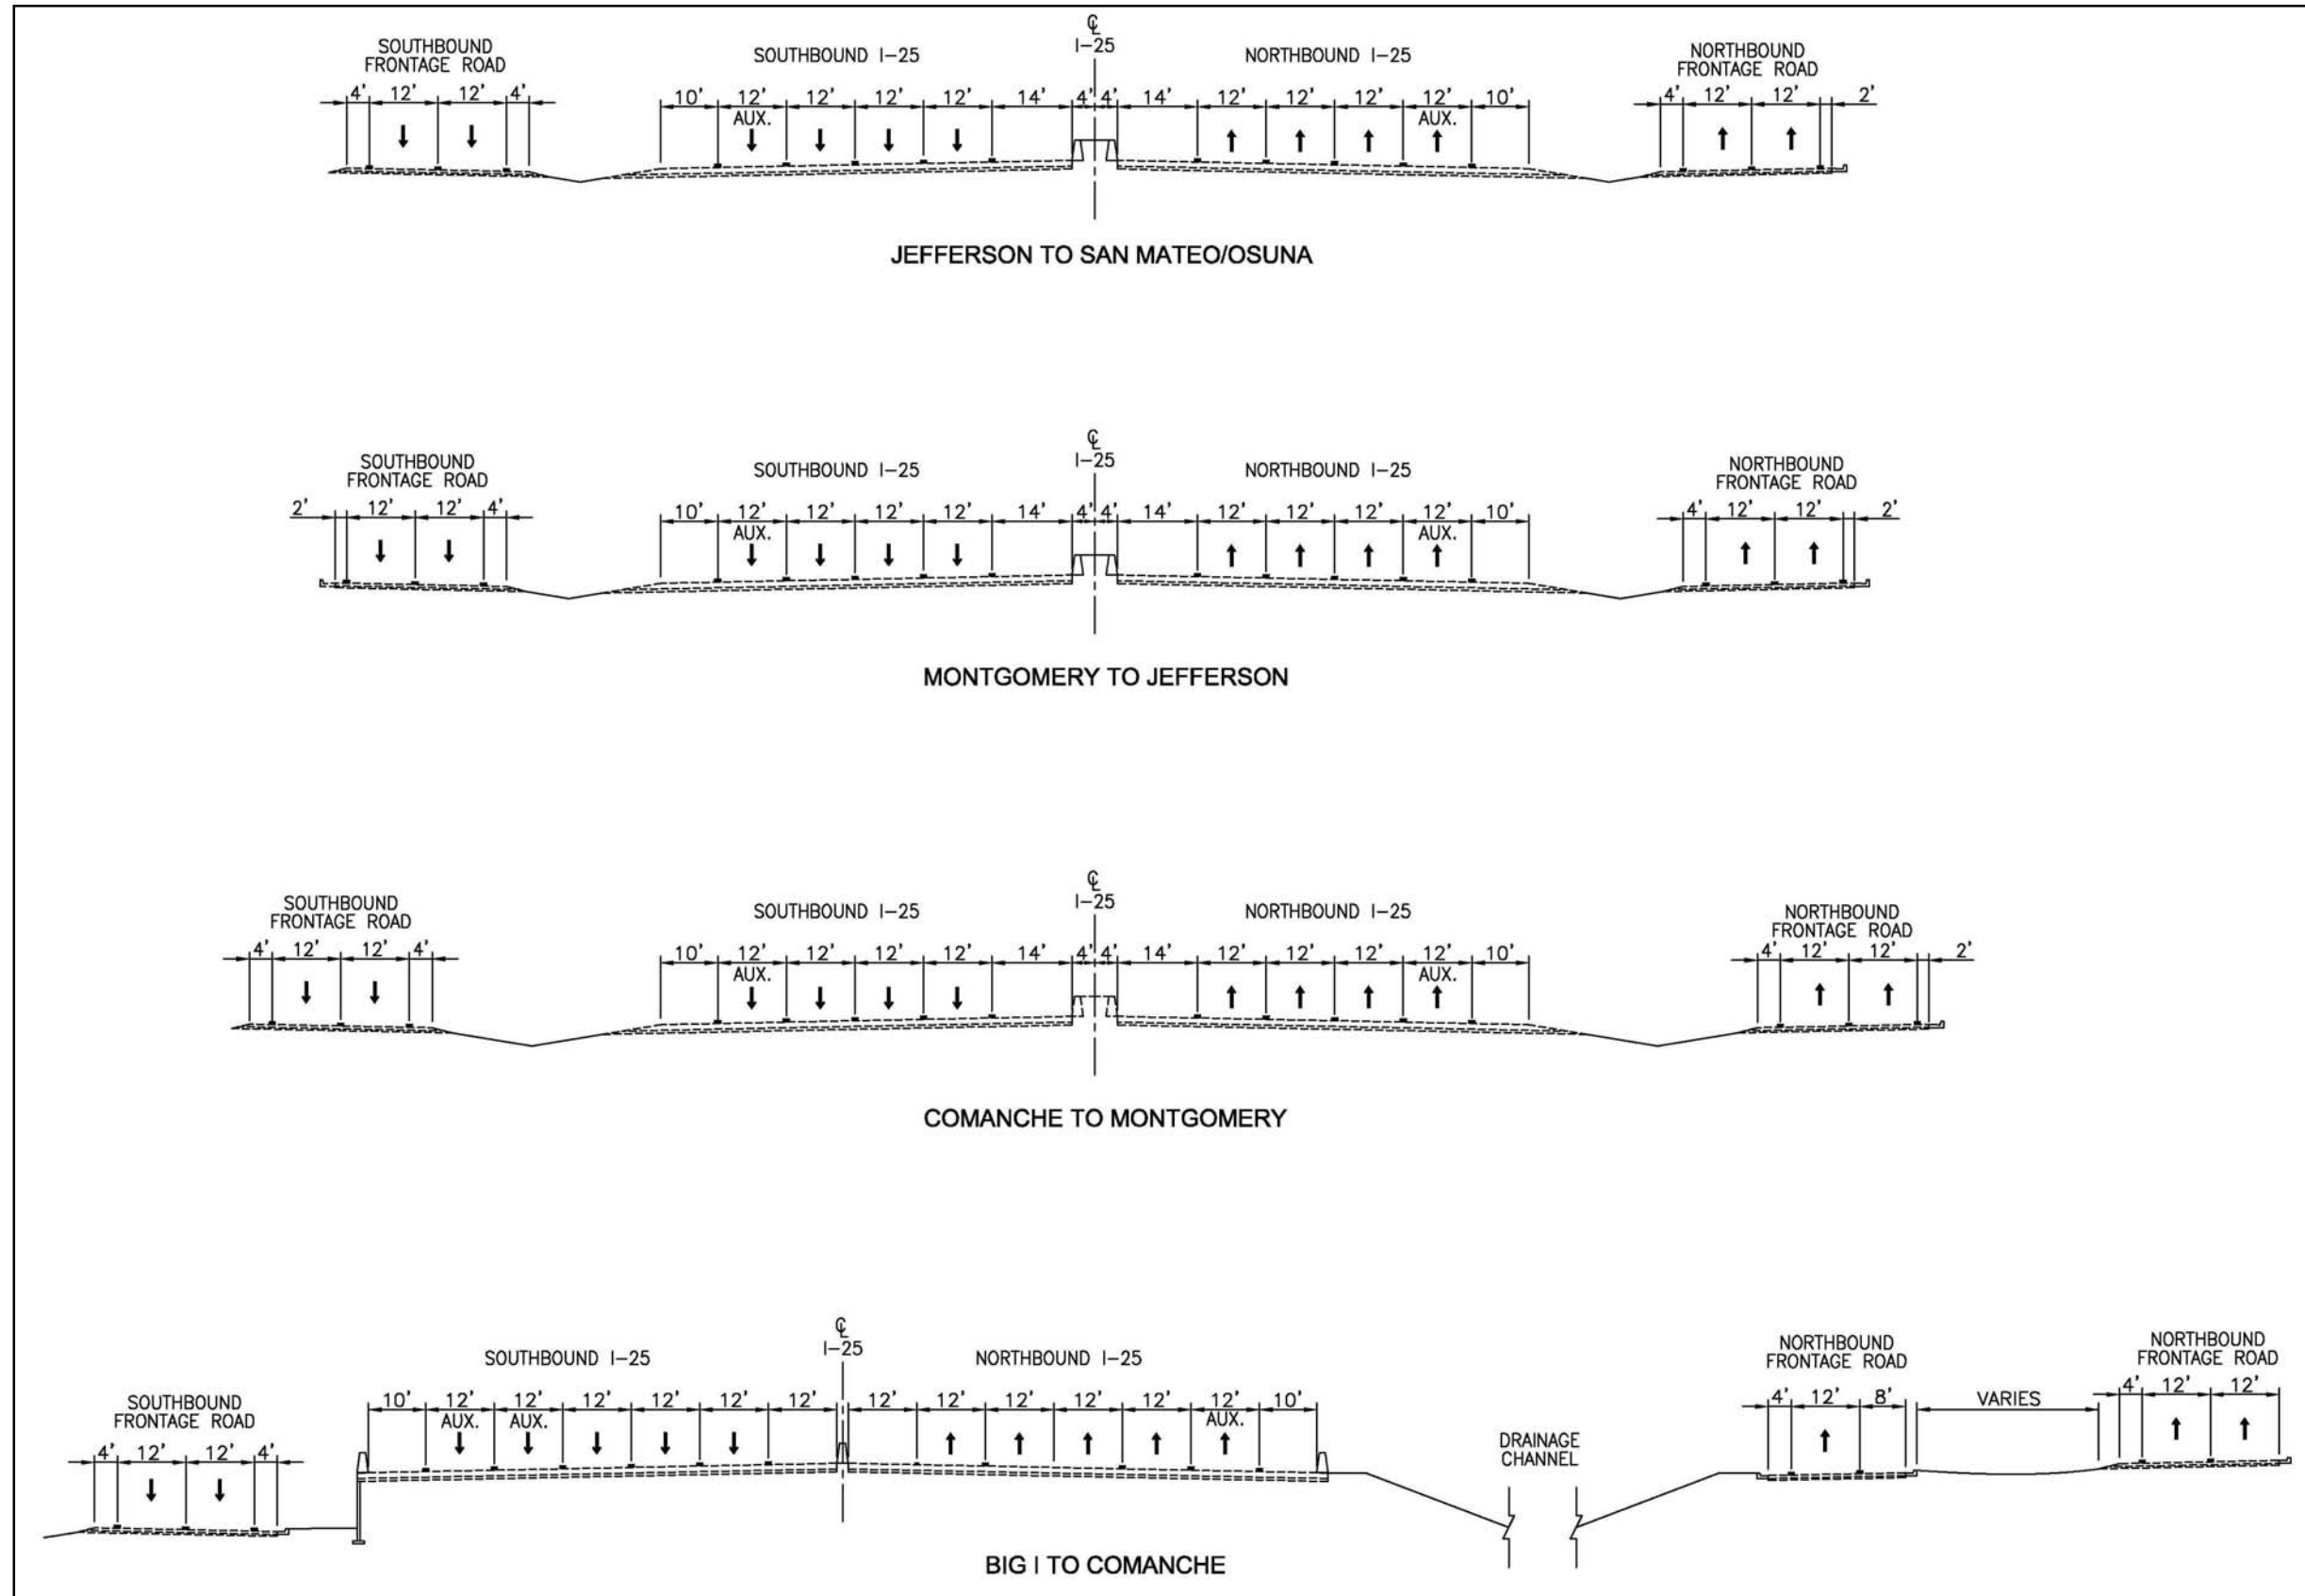 ℄
I-25
SOUTHBOUND
FRONTAGE ROAD
SOUTHBOUND I-25
NORTHBOUND I-25
NORTHBOUND
FRONTAGE ROAD
4' 12' 12' 4'
10' 12' 12' 12' 12' 14' 4' 4' 14' 12' 12' 12' 12' 10'
4' 12' 12' 2'
AUX.
AUX.
JEFFERSON TO SAN MATEO/OSUNA
℄
I-25
SOUTHBOUND
FRONTAGE ROAD
SOUTHBOUND I-25
NORTHBOUND I-25
NORTHBOUND
FRONTAGE ROAD
2' 12' 12' 4'
10' 12' 12' 12' 12' 14' 4' 4' 14' 12' 12' 12' 12' 10'
4' 12' 12' 2'
AUX.
AUX.
MONTGOMERY TO JEFFERSON
℄
I-25
SOUTHBOUND
FRONTAGE ROAD
SOUTHBOUND I-25
NORTHBOUND I-25
NORTHBOUND
FRONTAGE ROAD
4' 12' 12' 4'
10' 12' 12' 12' 12' 14' 4' 4' 14' 12' 12' 12' 12' 10'
4' 12' 12' 2'
AUX.
AUX.
COMANCHE TO MONTGOMERY
℄
I-25
SOUTHBOUND I-25
NORTHBOUND I-25
NORTHBOUND
FRONTAGE ROAD
NORTHBOUND
FRONTAGE ROAD
SOUTHBOUND
FRONTAGE ROAD
10' 12' 12' 12' 12' 12' 12' 12' 12' 12' 12' 12' 12' 10'
AUX. AUX.
AUX.
4' 12' 8'
VARIES
4' 12' 12'
4' 12' 12' 4'
DRAINAGE
CHANNEL
BIG I TO COMANCHE